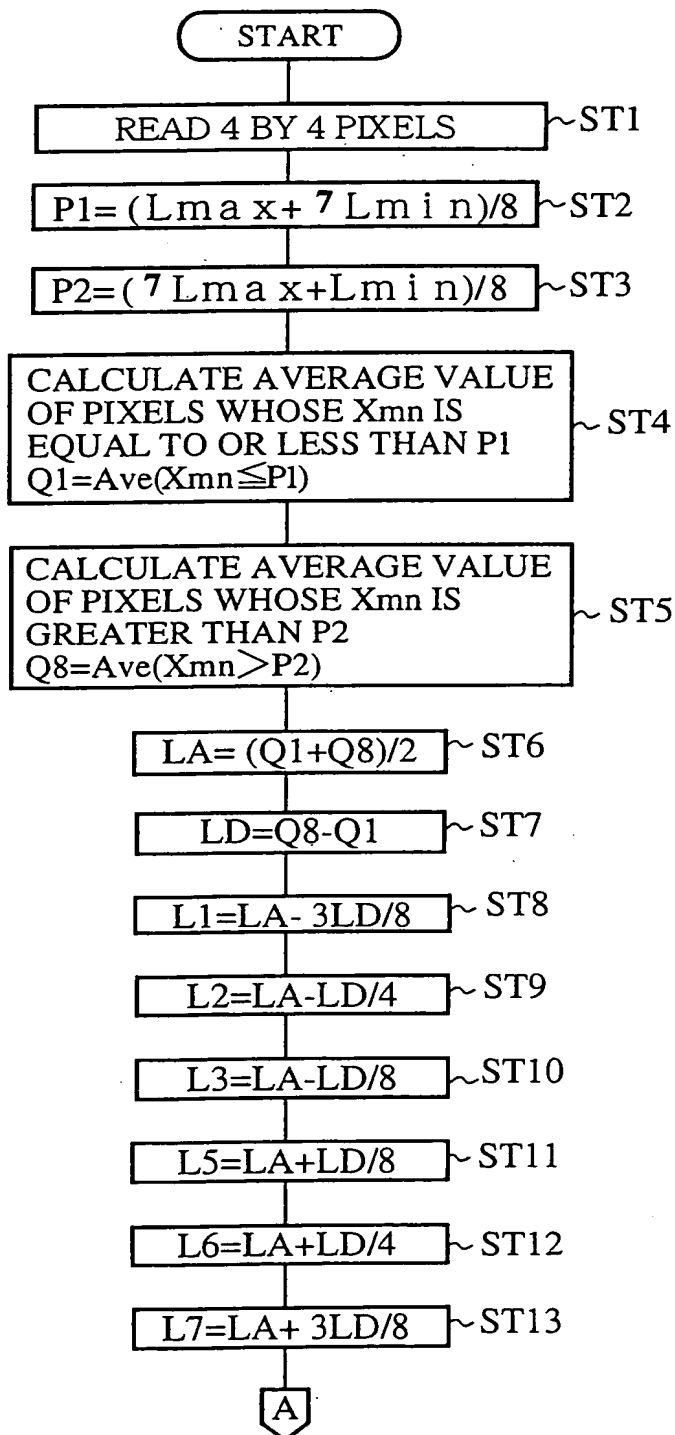 START
READ 4 BY 4 PIXELS
ST1
P1= (Lmax+ 7 Lmin)/8
ST2
P2=( 7 Lmax+Lmin)/8
ST3
CALCULATE AVERAGE VALUE
OF PIXELS WHOSE Xmn IS
EQUAL TO OR LESS THAN P1
Q1=Ave(Xmn≦P1)
ST4
CALCULATE AVERAGE VALUE
OF PIXELS WHOSE Xmn IS
GREATER THAN P2
Q8=Ave(Xmn>P2)
ST5
LA= (Q1+Q8)/2
ST6
LD=Q8-Q1
ST7
L1=LA- 3LD/8
ST8
L2=LA-LD/4
ST9
L3=LA-LD/8
ST10
L5=LA+LD/8
ST11
L6=LA+LD/4
ST12
L7=LA+ 3LD/8
ST13
A